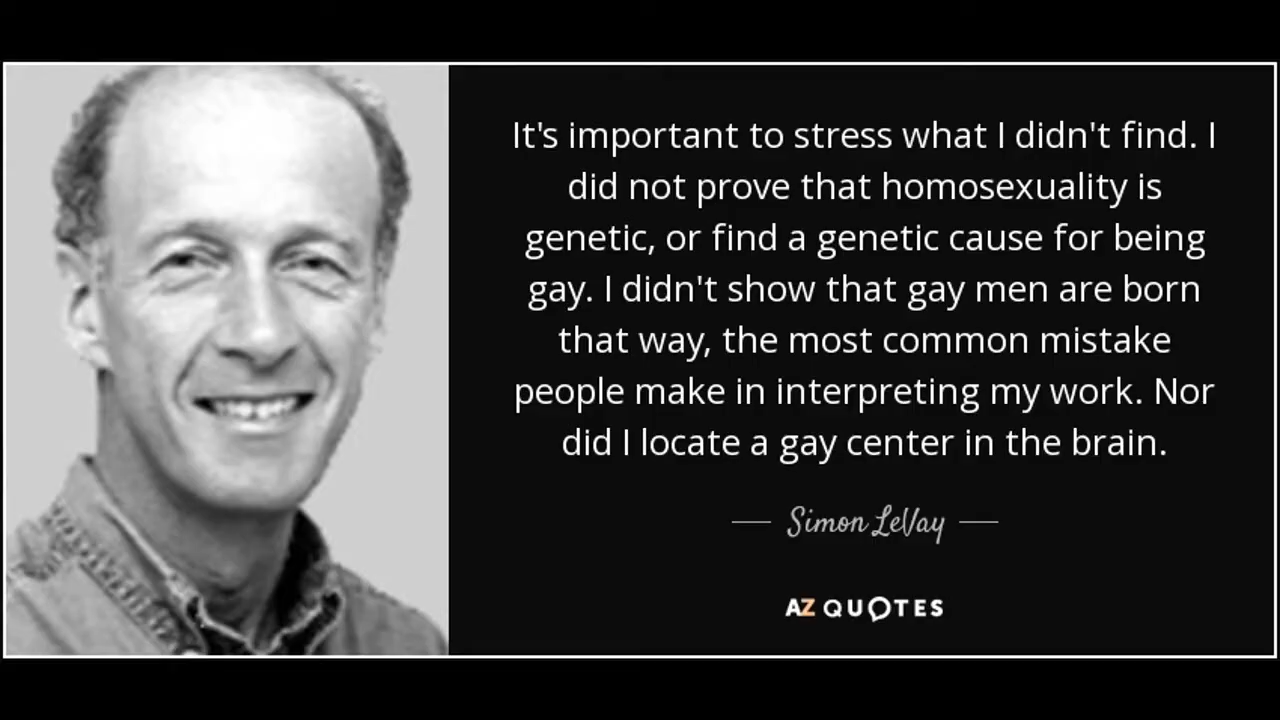 It's important to stress what I didn't find. I
did not prove that homosexuality is
genetic, or find a genetic cause for being
gay. I didn't show that gay men are born
that way, the most common mistake
people make in interpreting my work. Nor
did I locate a gay center in the brain.
Simon LeVay
AZ QUOTES